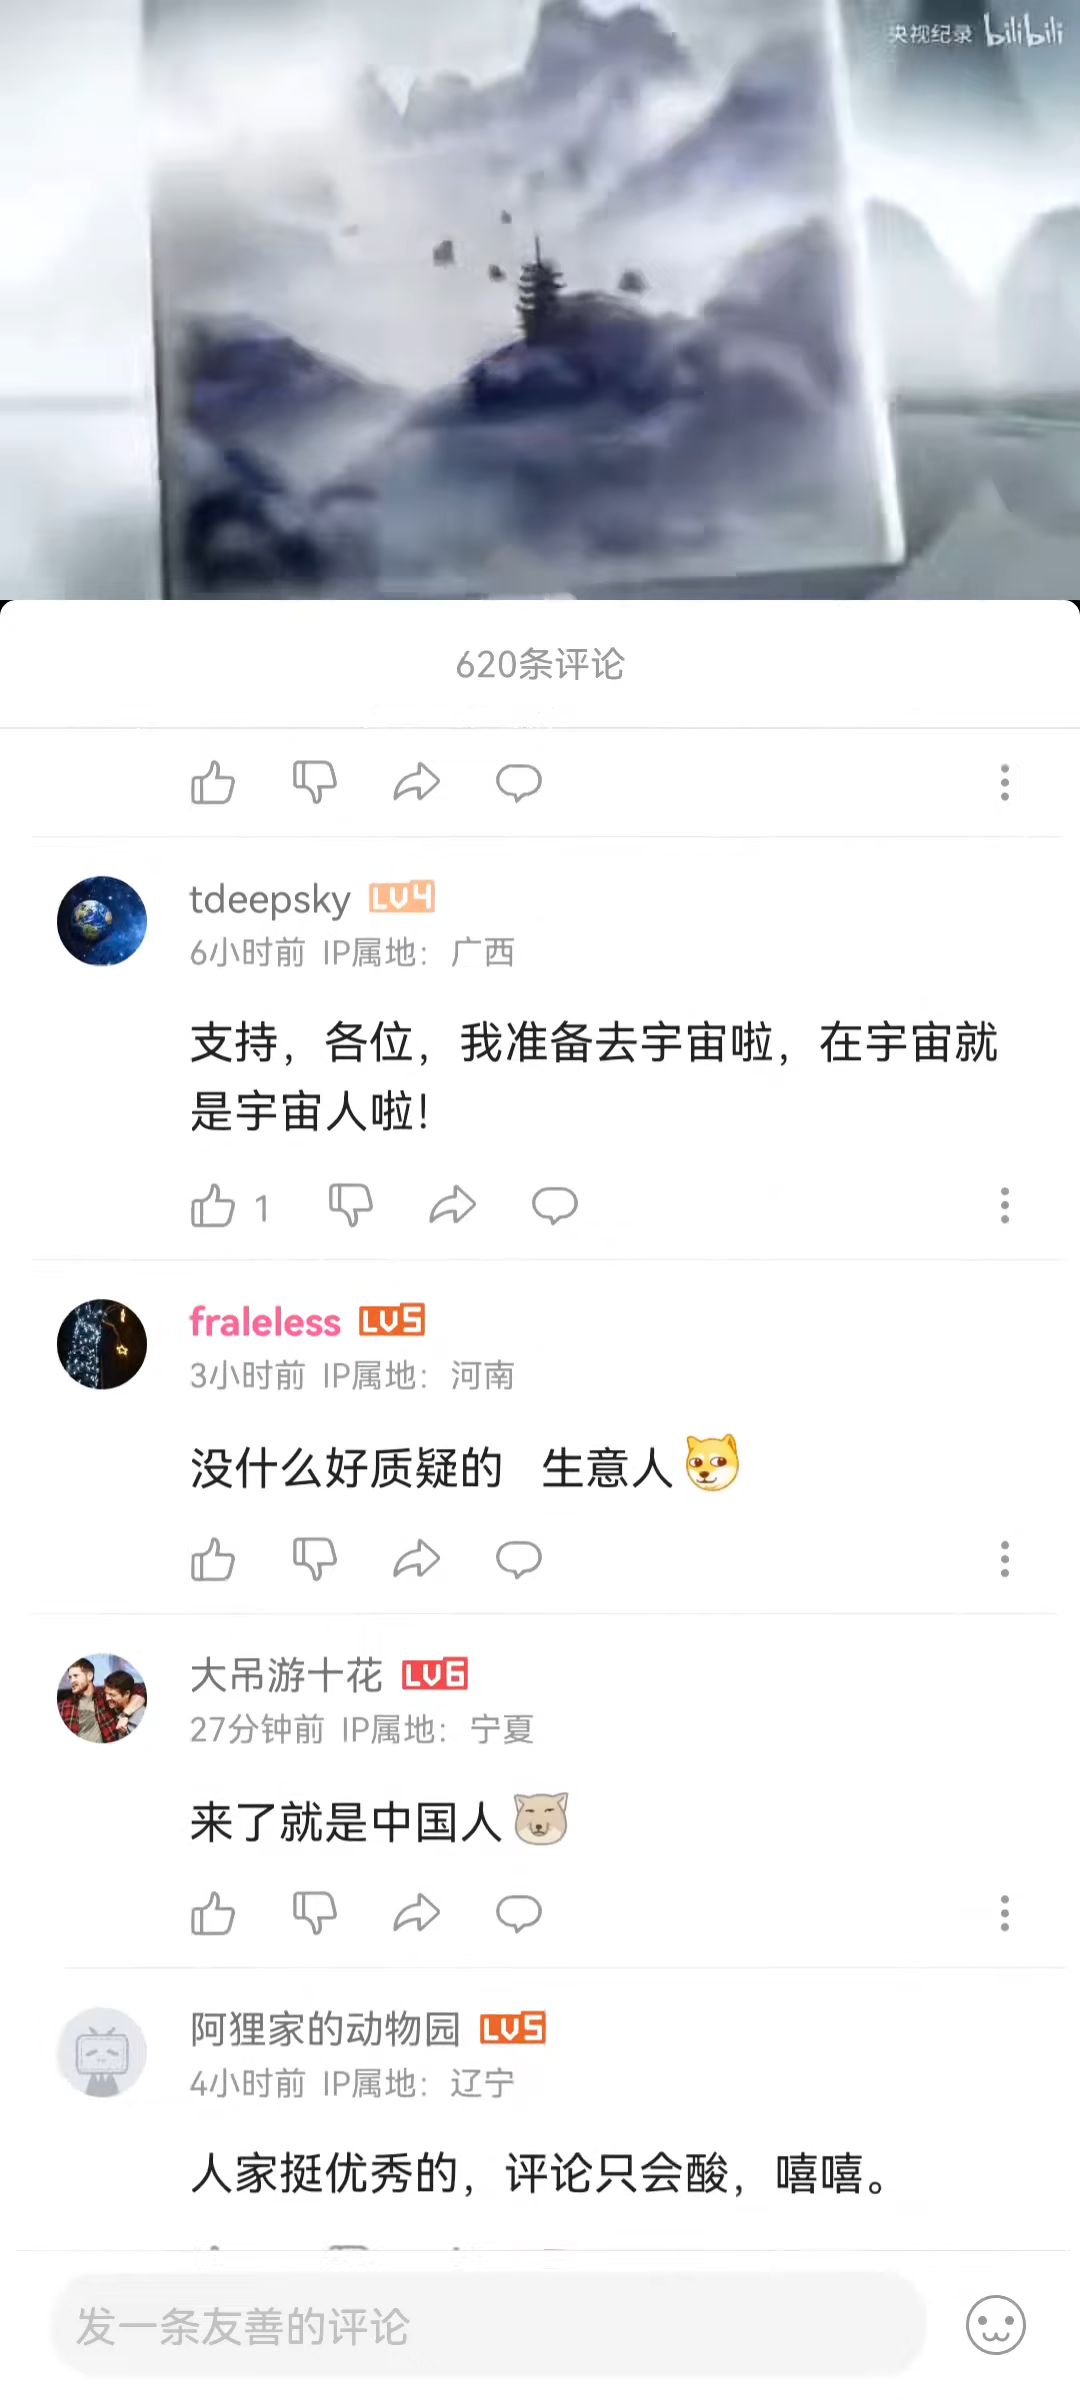 央视纪录 bilibili
620条评论
tdeepsky LV4
6小时前 IP属地：广西
支持，各位，我准备去宇宙啦，在宇宙就
是宇宙人啦！
1
fraleless LV5
3小时前 IP属地：河南
没什么好质疑的 生意人
大吊游十花 LV6
27分钟前 IP属地：宁夏
来了就是中国人
阿狸家的动物园 LV5
4小时前 IP属地：辽宁
人家挺优秀的，评论只会酸，嘻嘻。
发一条友善的评论